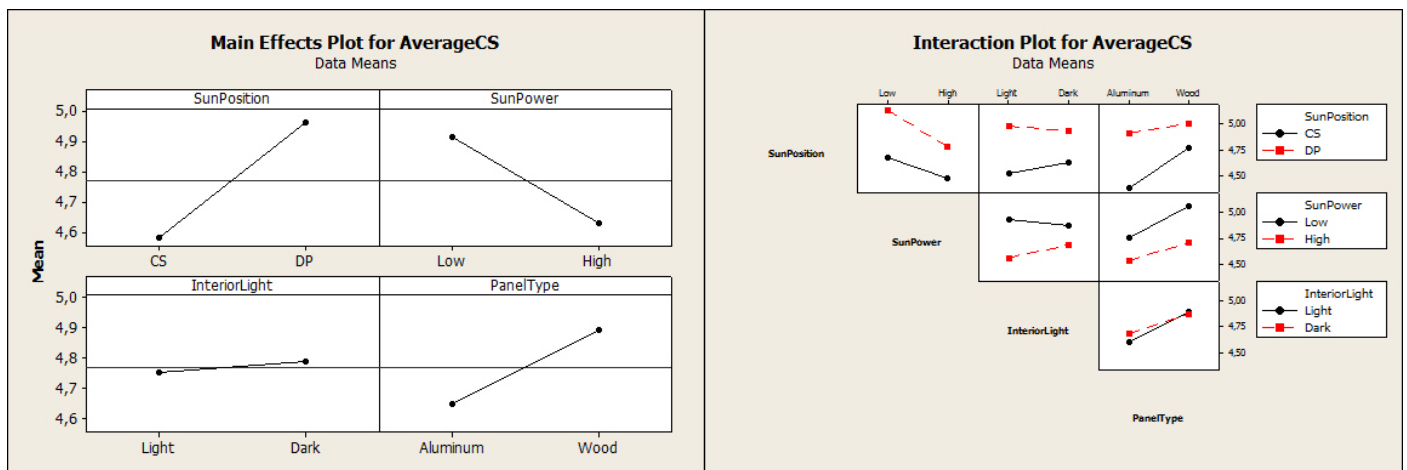 Main Effects Plot for AverageCS
Data Means
Mean
SunPosition SunPower
5,0
4,9
4,8
4,7
4,6
CS DP Low High
InteriorLight PanelType
5,0
4,9
4,8
4,7
4,6
Light Dark Aluminum Wood
Interaction Plot for AverageCS
Data Means
Low High Light Dark Aluminum Wood
SunPosition
5,00
4,75
4,50
SunPosition
CS
DP
SunPower
5,00
4,75
4,50
SunPower
Low
High
InteriorLight
5,00
4,75
4,50
InteriorLight
Light
Dark
PanelType